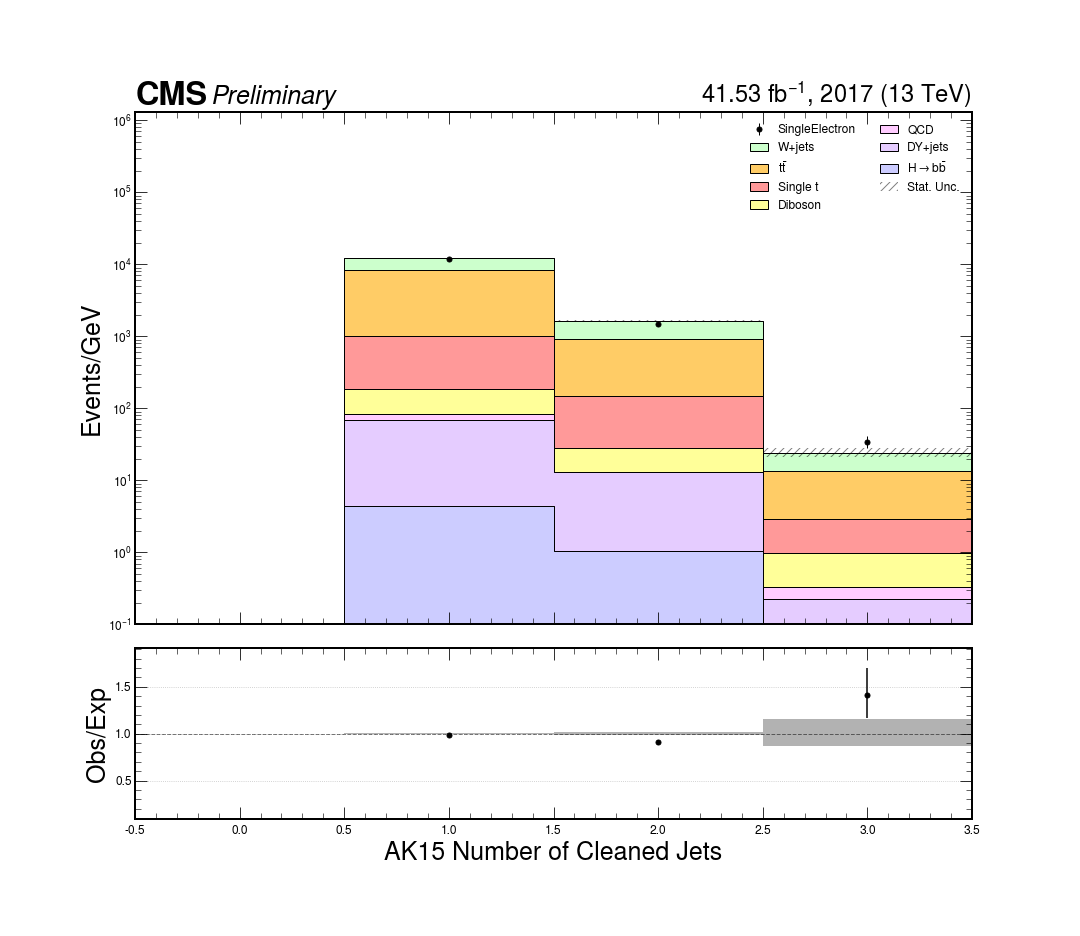 CMS Preliminary
41.53 fb⁻¹, 2017 (13 TeV)
SingleElectron
W+jets
tt̄
Single t
Diboson
QCD
DY+jets
H→bb̄
Stat. Unc.
Events/GeV
10⁶
10⁵
10⁴
10³
10²
10¹
10⁰
10⁻¹
Obs/Exp
1.5
1.0
0.5
-0.5 0.0 0.5 1.0 1.5 2.0 2.5 3.0 3.5
AK15 Number of Cleaned Jets